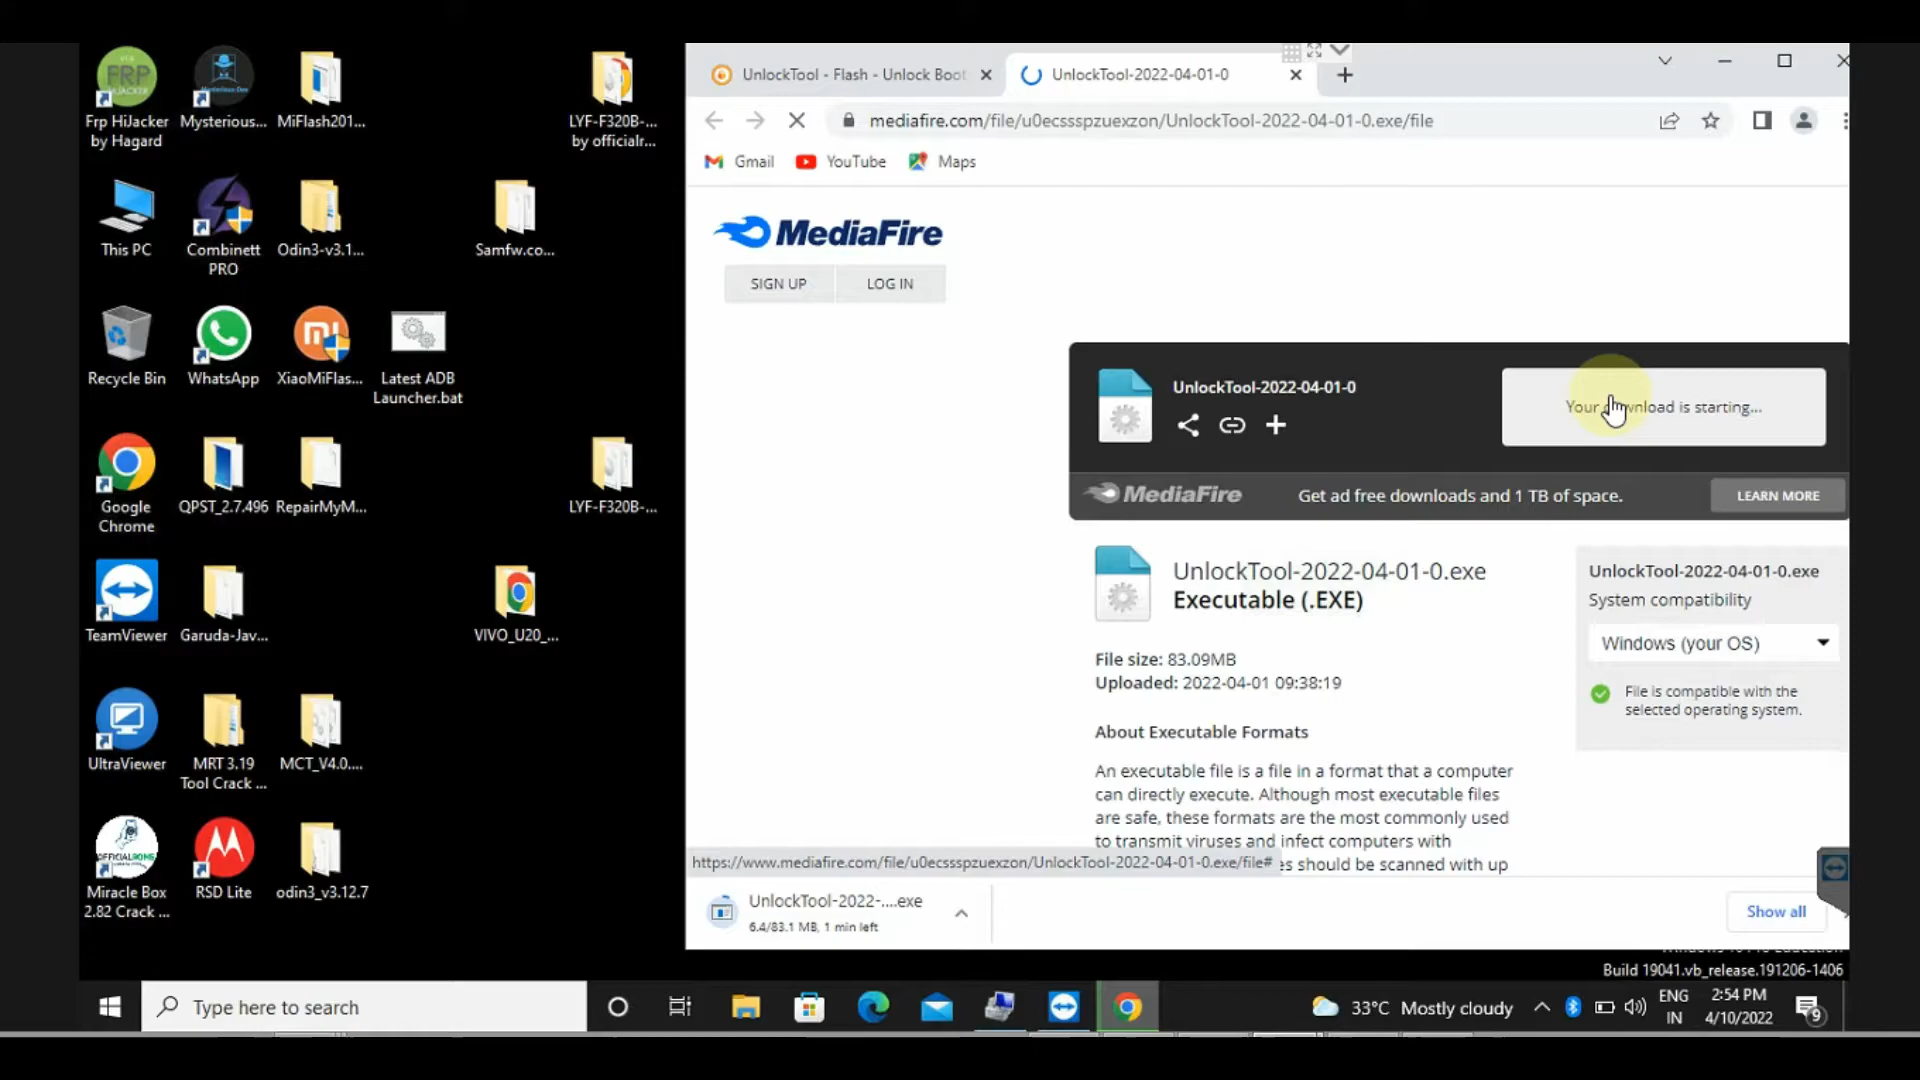 Frp HiJacker
by Hagard
Mysterious...
MiFlash201...
LYF-F320B-...
by officialr...
This PC
Combinett
PRO
Odin3-v3.1...
Samfw.co...
Recycle Bin
WhatsApp
XiaoMiFlas...
Latest ADB
Launcher.bat
Google
Chrome
QPST_2.7.496
RepairMyM...
LYF-F320B-...
TeamViewer
Garuda-Jav...
VIVO_U20_...
UltraViewer
MRT 3.19
Tool Crack ...
MCT_V4.0....
Miracle Box
2.82 Crack ...
RSD Lite
odin3_v3.12.7
UnlockTool - Flash - Unlock Boot
UnlockTool-2022-04-01-0
mediafire.com/file/u0ecssspzuexzon/UnlockTool-2022-04-01-0.exe/file
Gmail
YouTube
Maps
MediaFire
SIGN UP
LOG IN
UnlockTool-2022-04-01-0
Your download is starting...
MediaFire
Get ad free downloads and 1 TB of space.
LEARN MORE
UnlockTool-2022-04-01-0.exe
Executable (.EXE)
File size: 83.09MB
Uploaded: 2022-04-01 09:38:19
About Executable Formats
An executable file is a file in a format that a computer
can directly execute. Although most executable files
are safe, these formats are the most commonly used
to transmit viruses and infect computers with
es should be scanned with up
UnlockTool-2022-04-01-0.exe
System compatibility
Windows (your OS)
File is compatible with the
selected operating system.
https://www.mediafire.com/file/u0ecssspzuexzon/UnlockTool-2022-04-01-0.exe/file#
UnlockTool-2022-....exe
6.4/83.1 MB, 1 min left
Show all
Build 19041.vb_release.191206-1406
Type here to search
33°C Mostly cloudy
ENG
IN
2:54 PM
4/10/2022
9